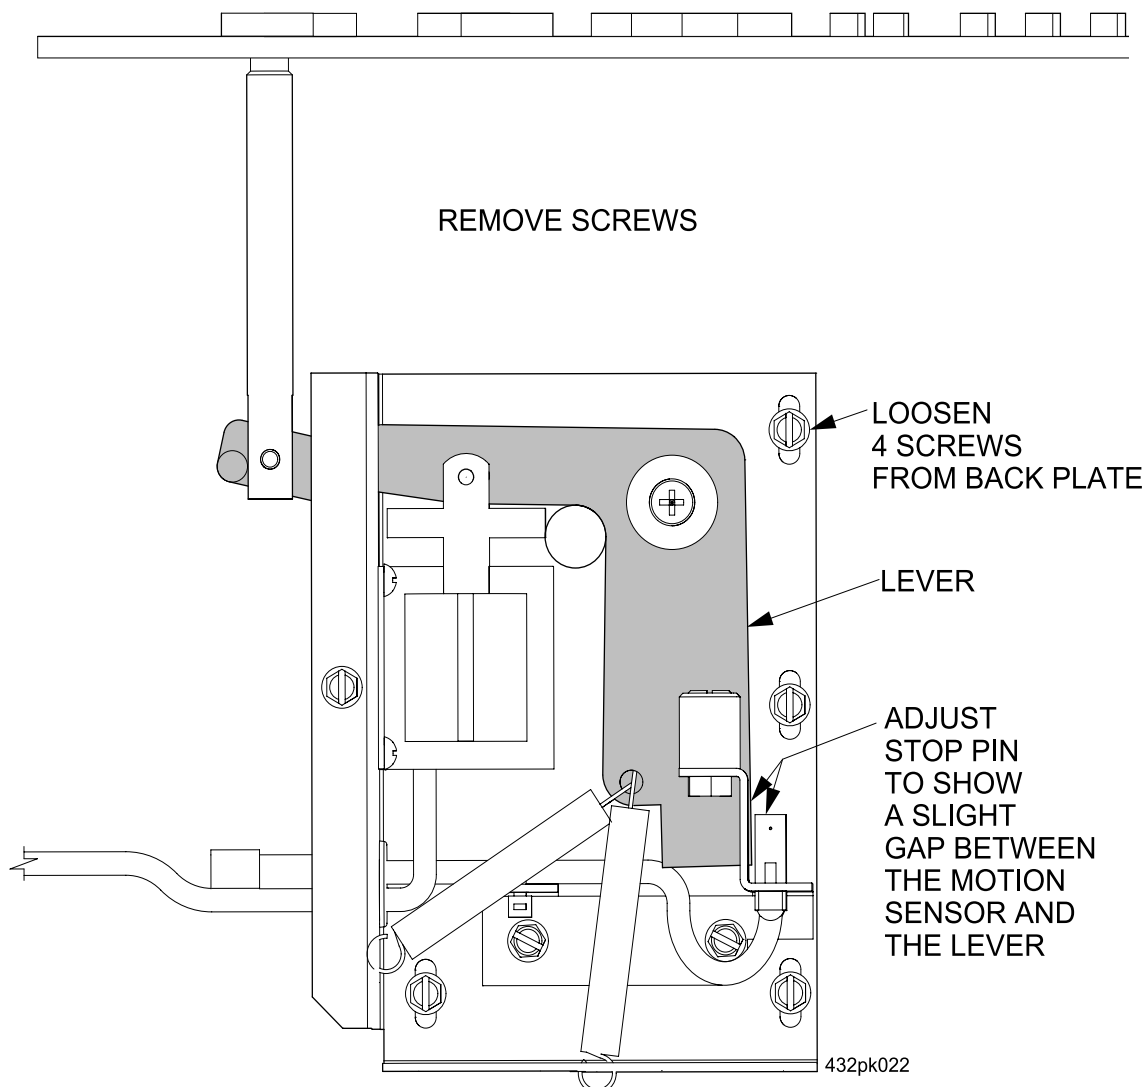 REMOVE SCREWS
LOOSEN
4 SCREWS
FROM BACK PLATE
LEVER
ADJUST
STOP PIN
TO SHOW
A SLIGHT
GAP BETWEEN
THE MOTION
SENSOR AND
THE LEVER
432pk022